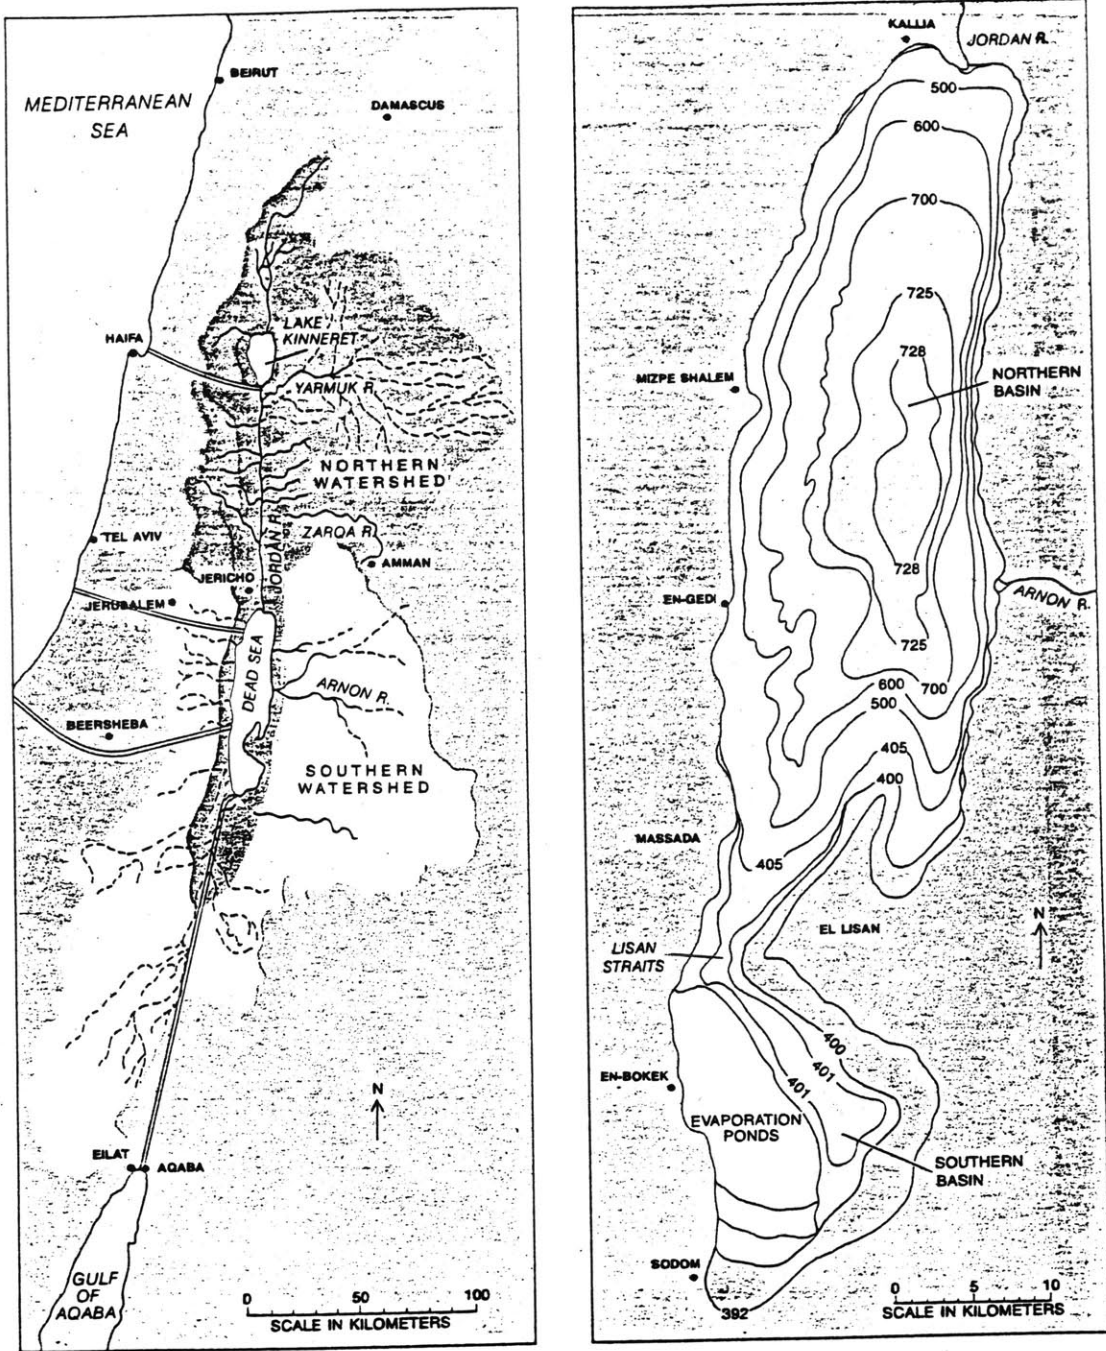 BEIRUT
MEDITERRANEAN
SEA
DAMASCUS
LAKE
KINNERET
HAIFA
YARMUK R.
NORTHERN
WATERSHED
ZARQA R.
TEL AVIV
JORDAN R.
AMMAN
JERICHO
JERUSALEM
DEAD SEA
ARNON R.
BEERSHEBA
SOUTHERN
WATERSHED
N
EILAT
AQABA
GULF
OF
AQABA
0 50 100
SCALE IN KILOMETERS
KALLIA
JORDAN R.
500
600
700
725
728
NORTHERN
BASIN
MIZPE SHALEM
728
ARNON R.
EN-GEDI
725
600
700
500
405
400
MASSADA
405
N
EL LISAN
LISAN
STRAITS
400
401
401
EN-BOKEK
EVAPORATION
PONDS
SOUTHERN
BASIN
SODOM
392
0 5 10
SCALE IN KILOMETERS